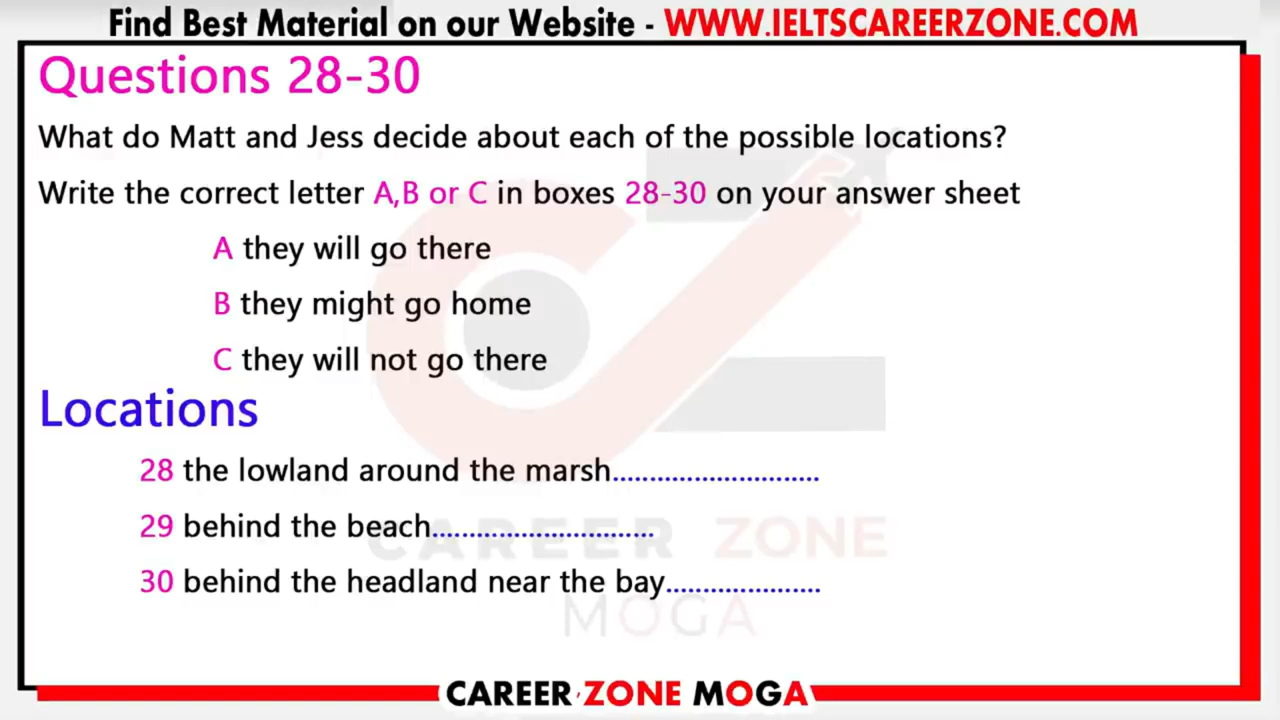 Find Best Material on our Website - WWW.IELTSCAREERZONE.COM
Questions 28-30
What do Matt and Jess decide about each of the possible locations?
Write the correct letter A,B or C in boxes 28-30 on your answer sheet
A they will go there
B they might go home
C they will not go there
Locations
28 the lowland around the marsh............................
29 behind the beach..............................
30 behind the headland near the bay.....................
CAREER ZONE
MOGA
CAREER ZONE MOGA